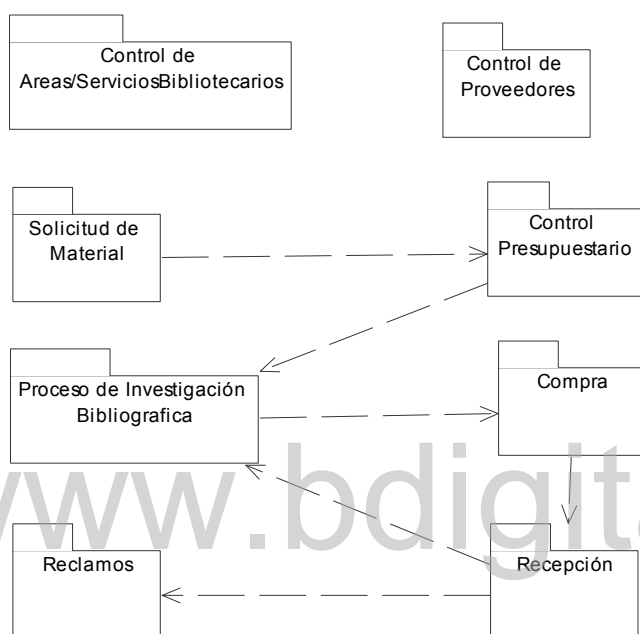 Control de
Areas/ServiciosBibliotecarios
Control de
Proveedores
Solicitud de
Material
Control
Presupuestario
Proceso de Investigación
Bibliografica
Compra
www.bdigit
Reclamos
Recepción